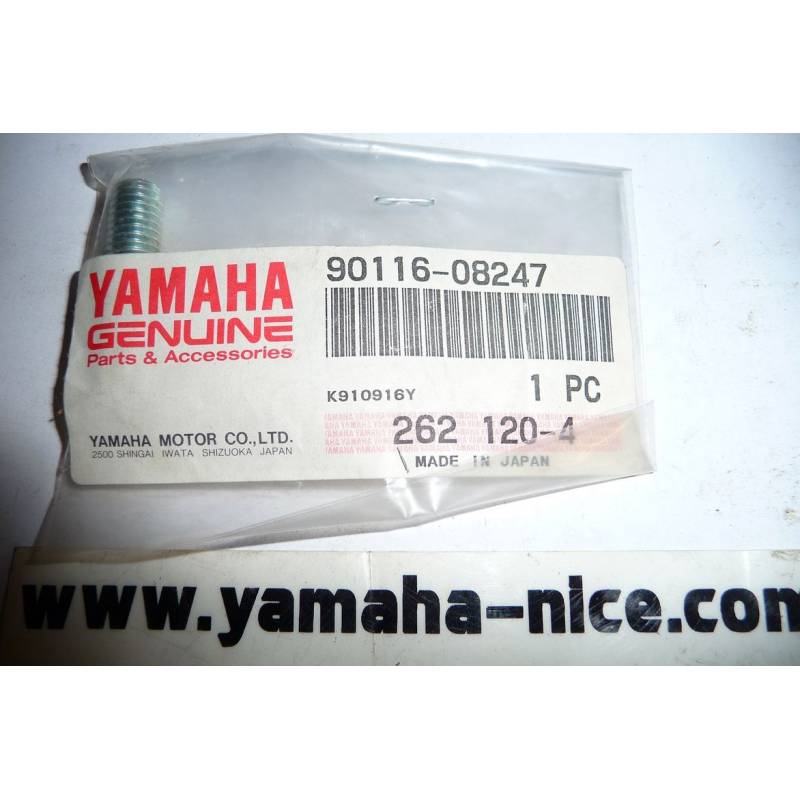 YAMAHA
GENUINE
Parts & Accessories
YAMAHA MOTOR CO.,LTD.
2500 SHINGAI IWATA SHIZUOKA JAPAN
90116-08247
K910916Y 1 PC
262 120-4
MADE IN JAPAN
www.yamaha-nice.com